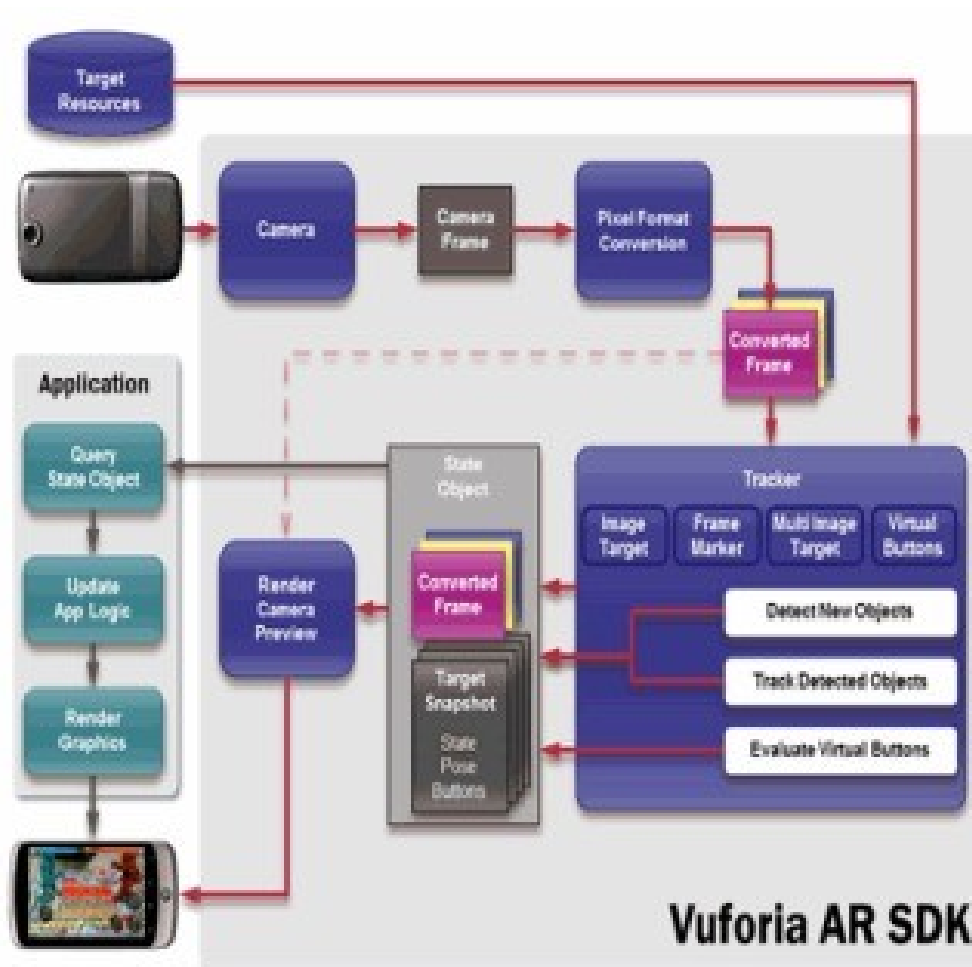 Target
Resources
Camera
Camera
Frame
Pixel Format
Conversion
Converted
Frame
Application
Query
State Object
Update
App Logic
Render
Graphics
Render
Camera
Preview
State
Object
Converted
Frame
Target
Snapshot
State
Pose
Buttons
Tracker
Image
Target
Frame
Marker
Multi Image
Target
Virtual
Buttons
Detect New Objects
Track Detected Objects
Evaluate Virtual Buttons
Vuforia AR SDK